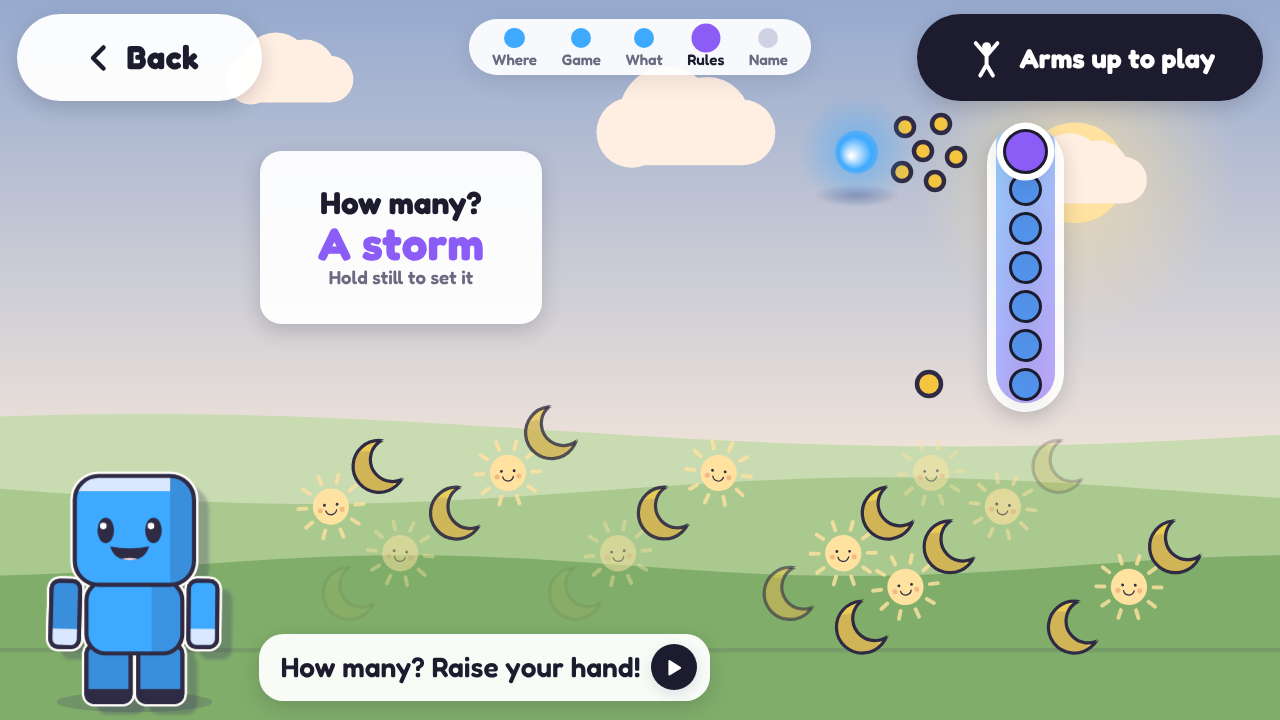 Back
Where Game What Rules Name
Arms up to play
How many?
A storm
Hold still to set it
How many? Raise your hand!